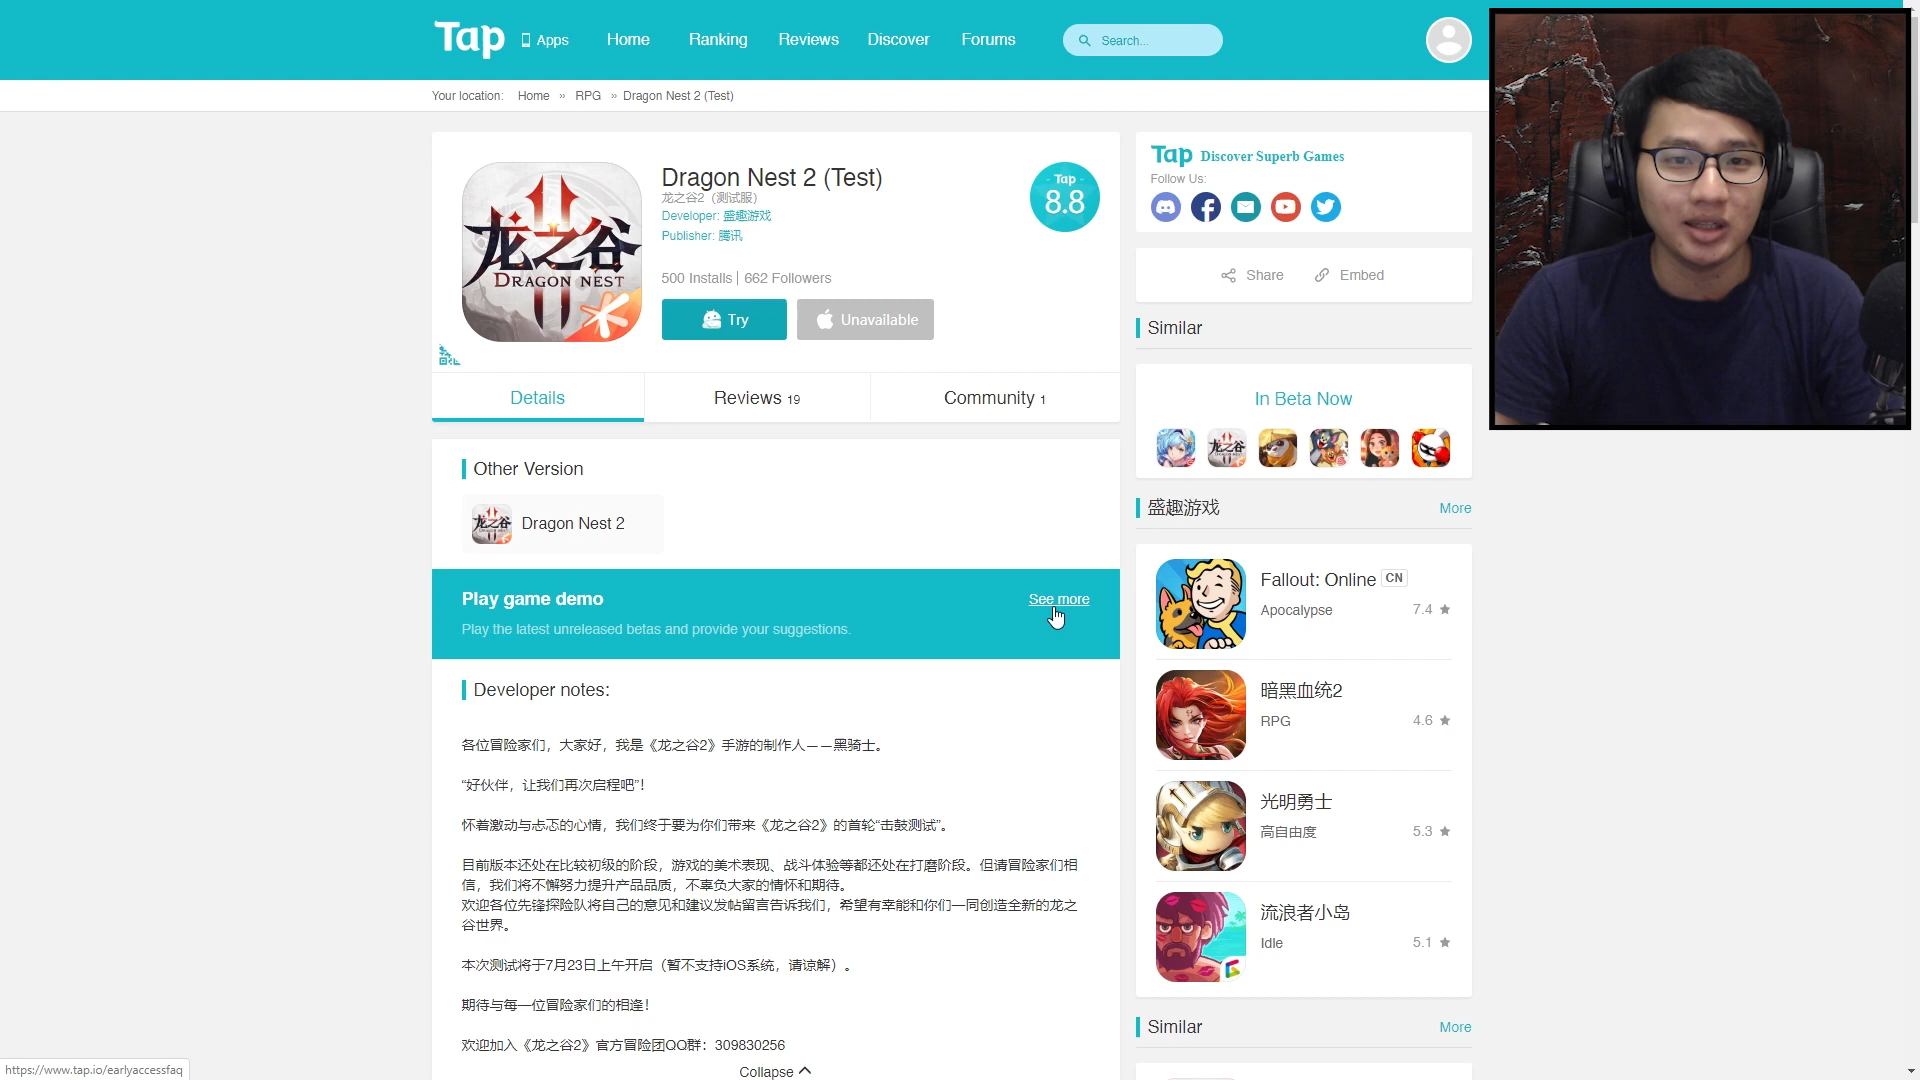 Tap
Apps
Home
Ranking
Reviews
Discover
Forums
Search...
Your location: Home » RPG » Dragon Nest 2 (Test)
龙之谷
DRAGON NEST
Dragon Nest 2 (Test)
龙之谷2（测试服）
Developer: 盛趣游戏
Publisher: 腾讯
500 Installs | 662 Followers
Try
Unavailable
- Tap -
8.8
Details
Reviews 19
Community 1
Other Version
Dragon Nest 2
Play game demo
See more
Play the latest unreleased betas and provide your suggestions.
Developer notes:
各位冒险家们，大家好，我是《龙之谷2》手游的制作人——黑骑士。
“好伙伴，让我们再次启程吧”！
怀着激动与忐忑的心情，我们终于要为你们带来《龙之谷2》的首轮“击鼓测试”。
目前版本还处在比较初级的阶段，游戏的美术表现、战斗体验等都还处在打磨阶段。但请冒险家们相
信，我们将不懈努力提升产品品质，不辜负大家的情怀和期待。
欢迎各位先锋探险队将自己的意见和建议发帖留言告诉我们，希望有幸能和你们一同创造全新的龙之
谷世界。
本次测试将于7月23日上午开启（暂不支持iOS系统，请谅解）。
期待与每一位冒险家们的相逢！
欢迎加入《龙之谷2》官方冒险团QQ群：309830256
Collapse
Tap Discover Superb Games
Follow Us:
Share
Embed
Similar
In Beta Now
盛趣游戏
More
Fallout: Online CN
Apocalypse
7.4
暗黑血统2
RPG
4.6
光明勇士
高自由度
5.3
流浪者小岛
Idle
5.1
Similar
More
https://www.tap.io/earlyaccessfaq